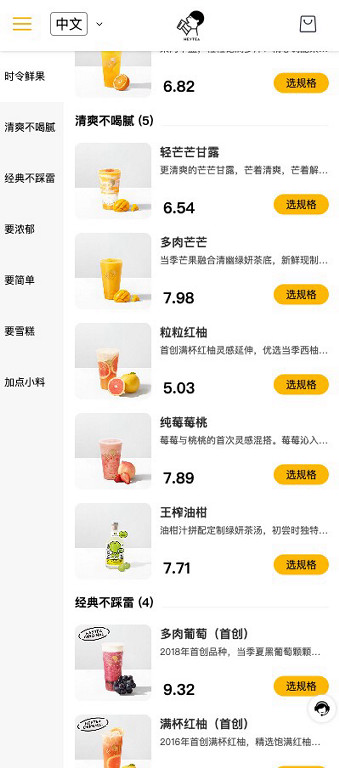 中文
HEYTEA
时令鲜果
清爽不喝腻
经典不踩雷
要浓郁
要简单
要雪糕
加点小料
6.82
选规格
清爽不喝腻 (5)
轻芒芒甘露
更清爽的芒芒甘露，芒着清爽，芒着解...
6.54
选规格
多肉芒芒
当季芒果融合清幽绿妍茶底，新鲜现制...
7.98
选规格
粒粒红柚
首创满杯红柚灵感延伸，优选当季西柚...
5.03
选规格
纯莓莓桃
莓莓与桃桃的首次灵感混搭。莓莓沁入...
7.89
选规格
王榨油柑
油柑汁拼配定制绿妍茶汤，初尝时独特...
7.71
选规格
经典不踩雷 (4)
多肉葡萄（首创）
2018年首创品种，当季夏黑葡萄颗颗...
9.32
选规格
满杯红柚（首创）
2016年首创满杯红柚，精选饱满红柚...